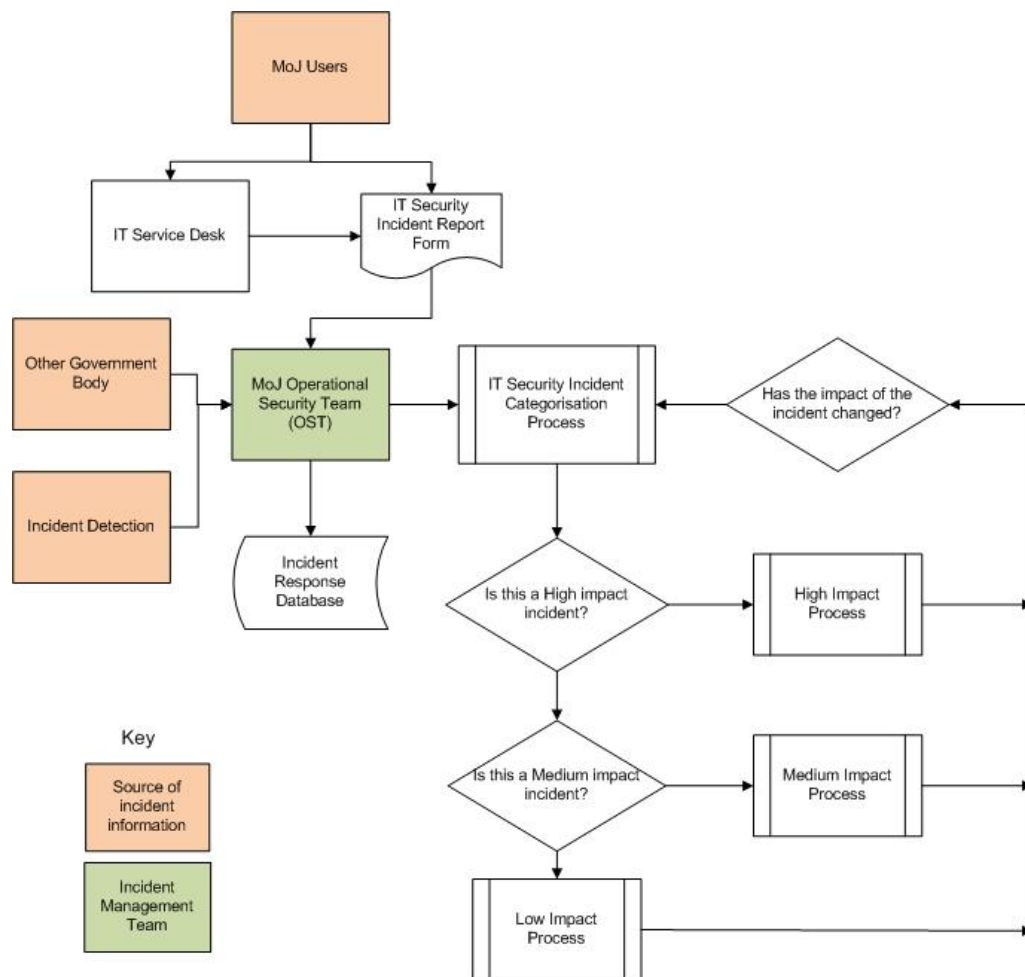 MoJ Users
IT Service Desk
IT Security
Incident Report
Form
Other Government
Body
MoJ Operational
Security Team
(OST)
IT Security Incident
Categorisation
Process
Has the impact of the
incident changed?
Incident Detection
Incident
Response
Database
Is this a High impact
incident?
High Impact
Process
Is this a Medium impact
incident?
Medium Impact
Process
Low Impact
Process
Key
Source of
incident
information
Incident
Management
Team